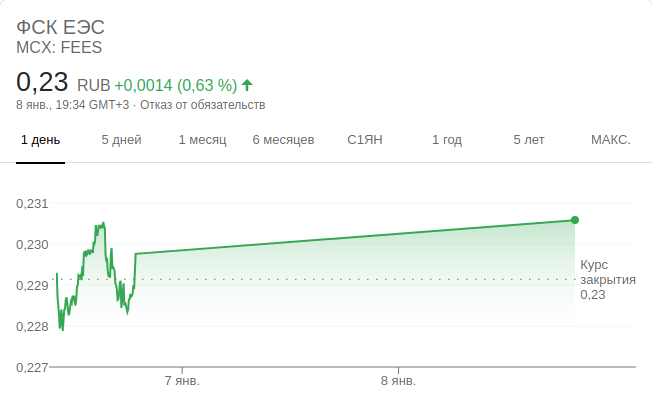 ФСК ЕЭС
MCX: FEES
0,23 RUB +0,0014 (0,63 %)
8 янв., 19:34 GMT+3 · Отказ от обязательств
1 день 5 дней 1 месяц 6 месяцев С1ЯН 1 год 5 лет МАКС.
0,231
0,230
0,229
0,228
0,227
Курс
закрытия
0,23
7 янв. 8 янв.